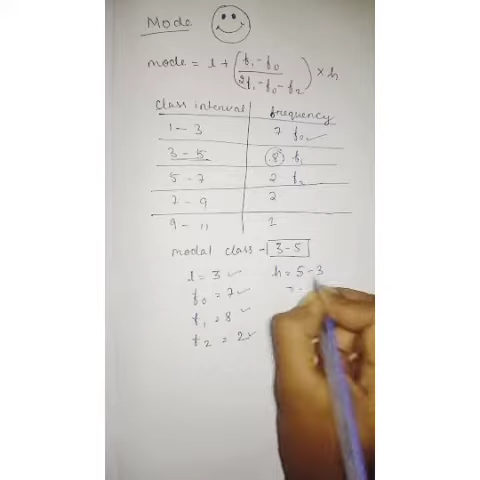 Mode
mode = l + (f₁ - f₀ / 2f₁ - f₀ - f₂) × h
class interval frequency
1 - 3 7 f₀
3 - 5 8 f₁
5 - 7 2 f₂
7 - 9 2
9 - 11 1
modal class - 3 - 5
l = 3 h = 5 - 3
f₀ = 7 =
f₁ = 8
f₂ = 2